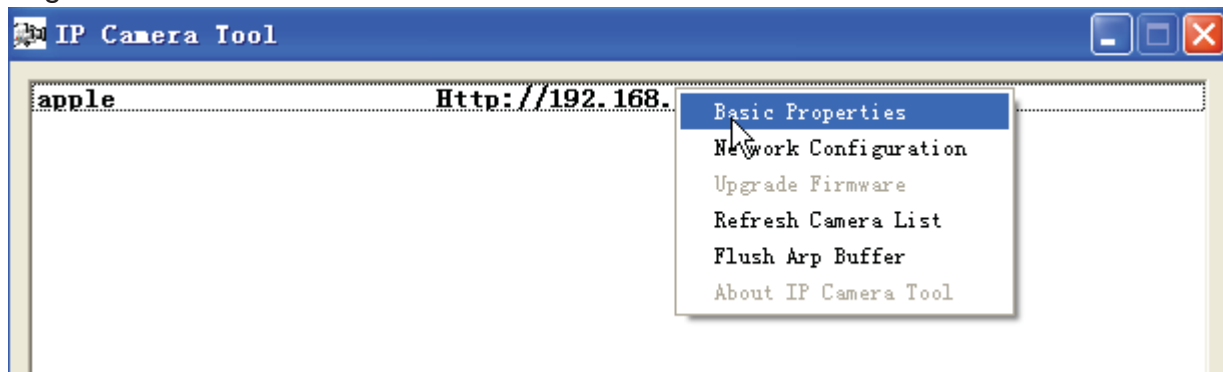 IP Camera Tool
apple Http://192.168.
Basic Properties
Network Configuration
Upgrade Firmware
Refresh Camera List
Flush Arp Buffer
About IP Camera Tool